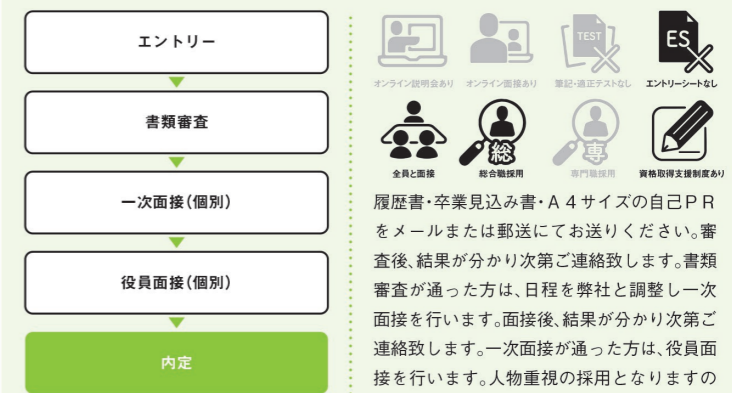 エントリー
書類審査
一次面接(個別)
役員面接(個別)
内定
TEST
ES
オンライン説明会あり
オンライン面接あり
筆記・適正テストなし
エントリーシートなし
総
専
全員と面接
総合職採用
専門職採用
資格取得支援制度あり
履歴書・卒業見込み書・A4サイズの自己PR
をメールまたは郵送にてお送りください。審
査後、結果が分かり次第ご連絡致します。書類
審査が通った方は、日程を弊社と調整し一次
面接を行います。面接後、結果が分かり次第ご
連絡致します。一次面接が通った方は、役員面
接を行います。人物重視の採用となりますの